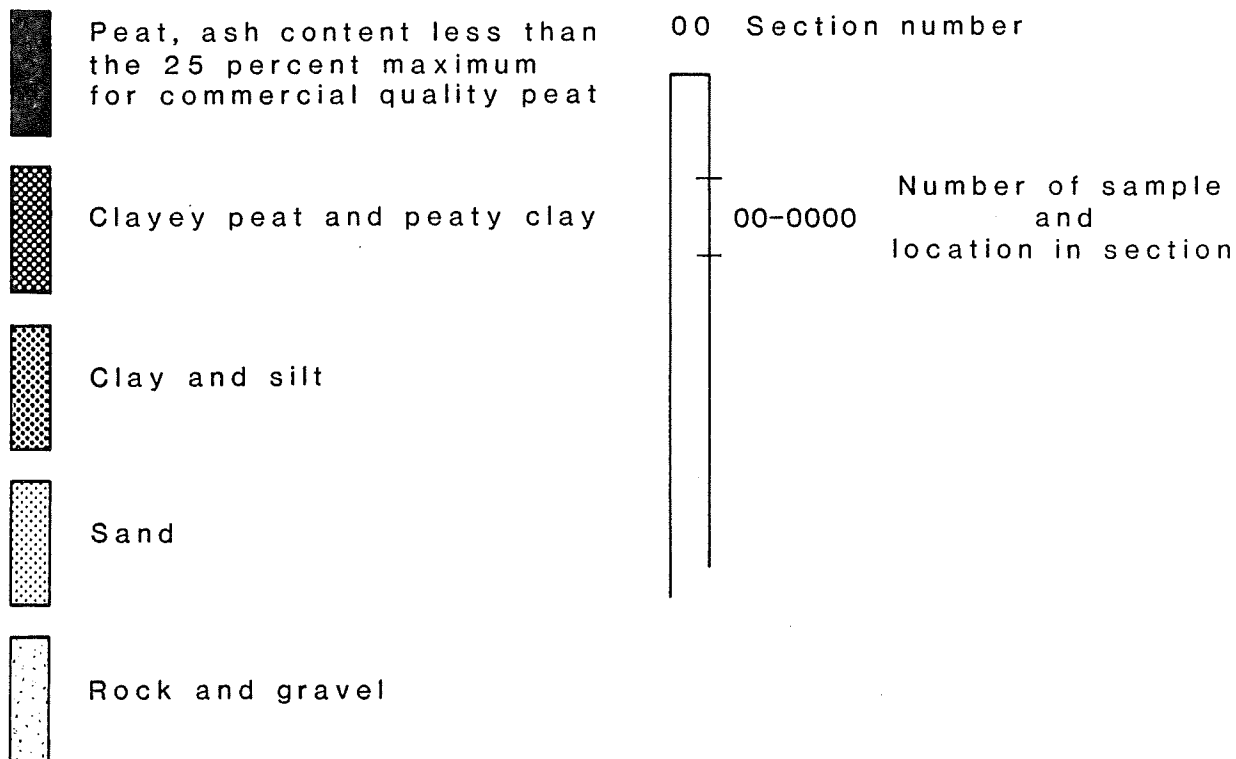 Peat, ash content less than
the 25 percent maximum
for commercial quality peat
Clayey peat and peaty clay
Clay and silt
Sand
Rock and gravel
00 Section number
00-0000
Number of sample
and
location in section